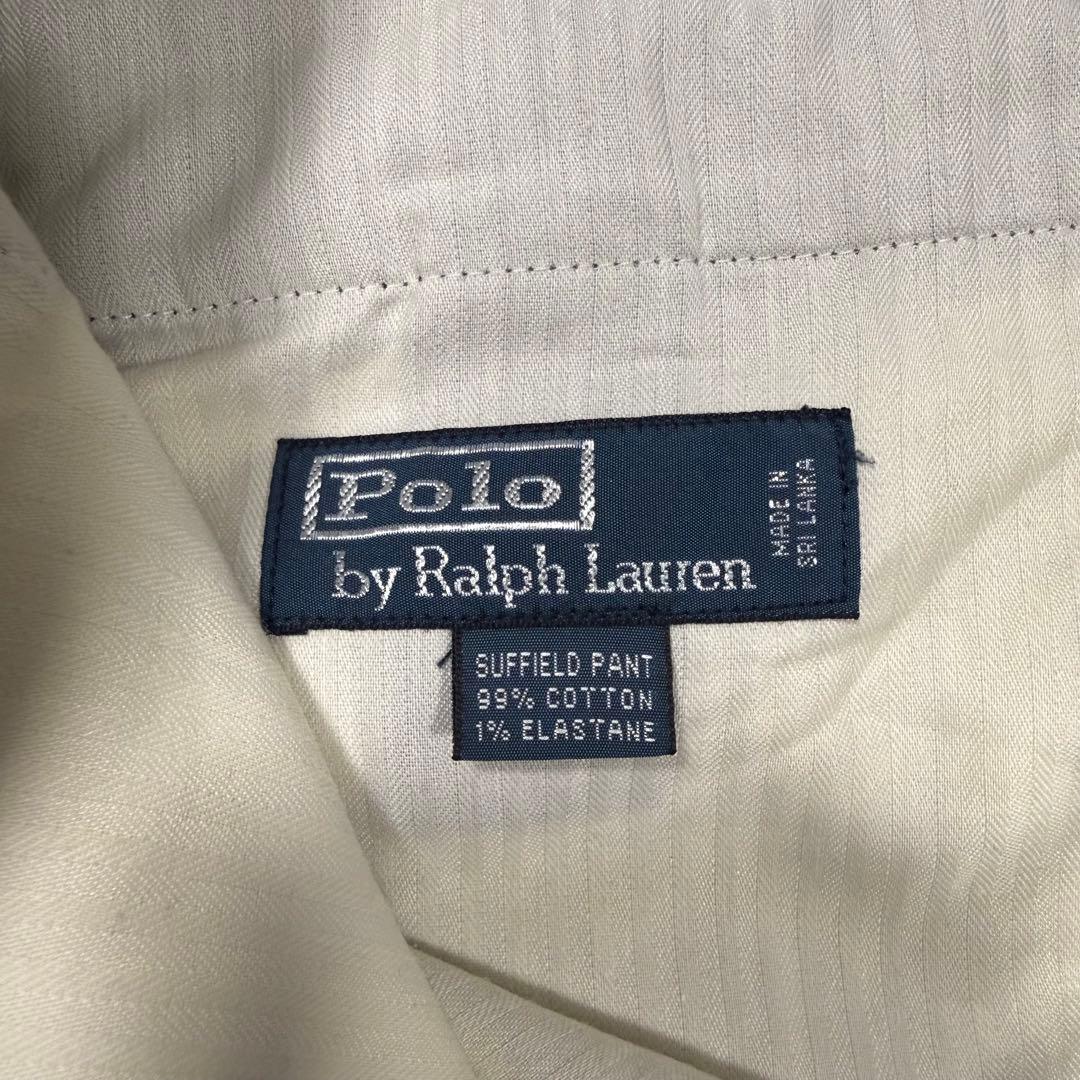 Polo
by Ralph Lauren
MADE IN
SRI LANKA
SUFFIELD PANT
99% COTTON
1% ELASTANE